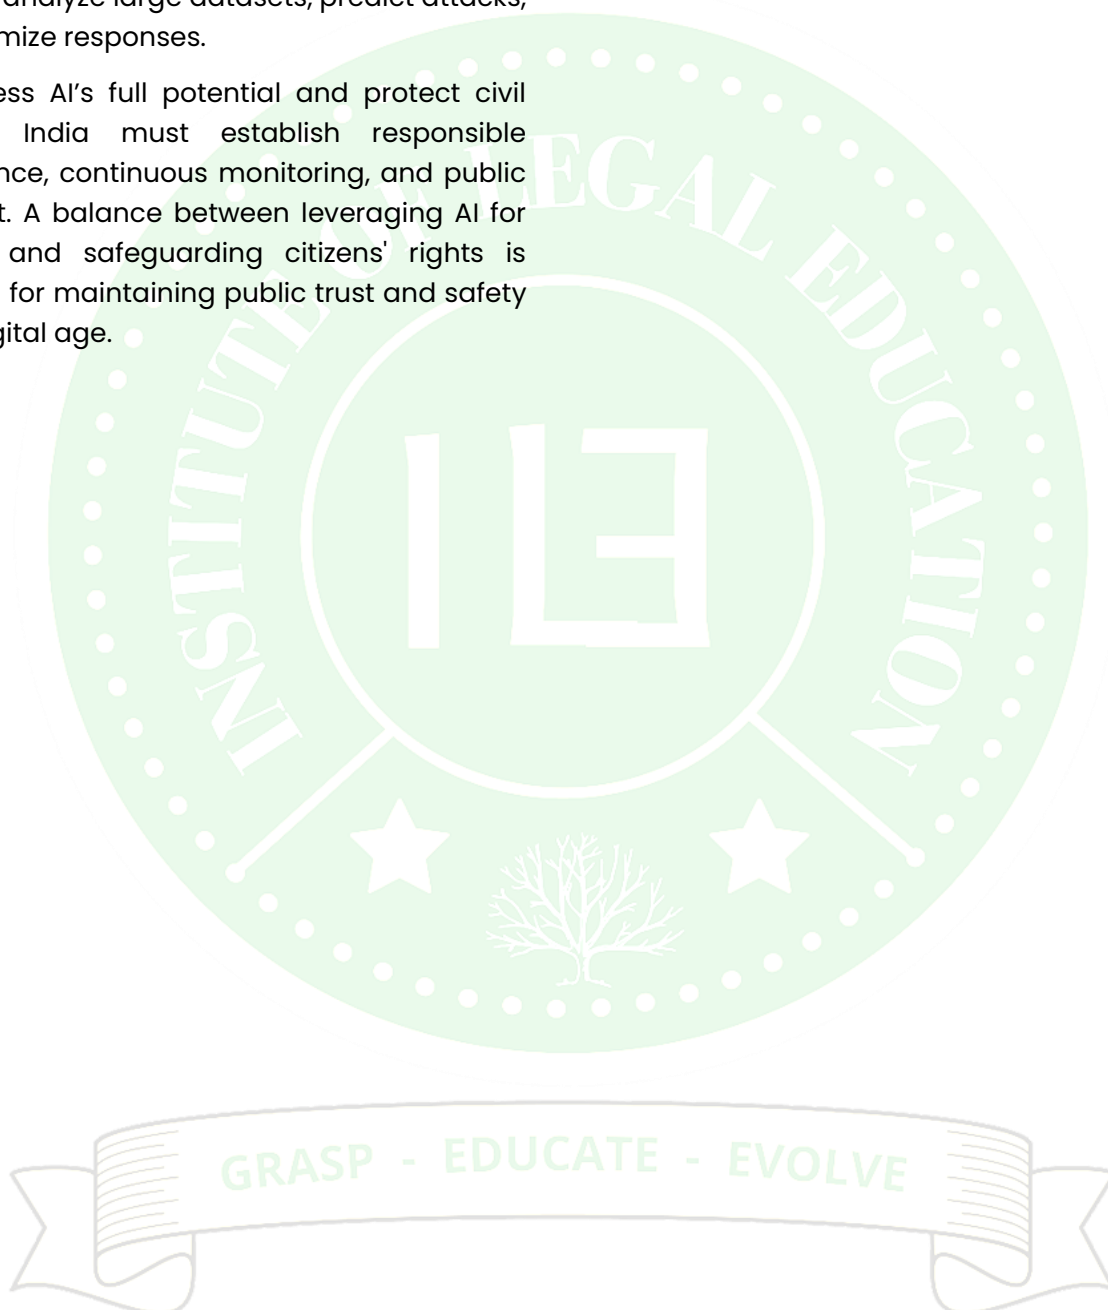 analyze large datasets, predict attacks,
mize responses.
ess AI’s full potential and protect civil
India must establish responsible
nce, continuous monitoring, and public
t. A balance between leveraging AI for
and safeguarding citizens' rights is
for maintaining public trust and safety
gital age.
INSTITUTE OF LEGAL EDUCATION
ILE
GRASP - EDUCATE - EVOLVE